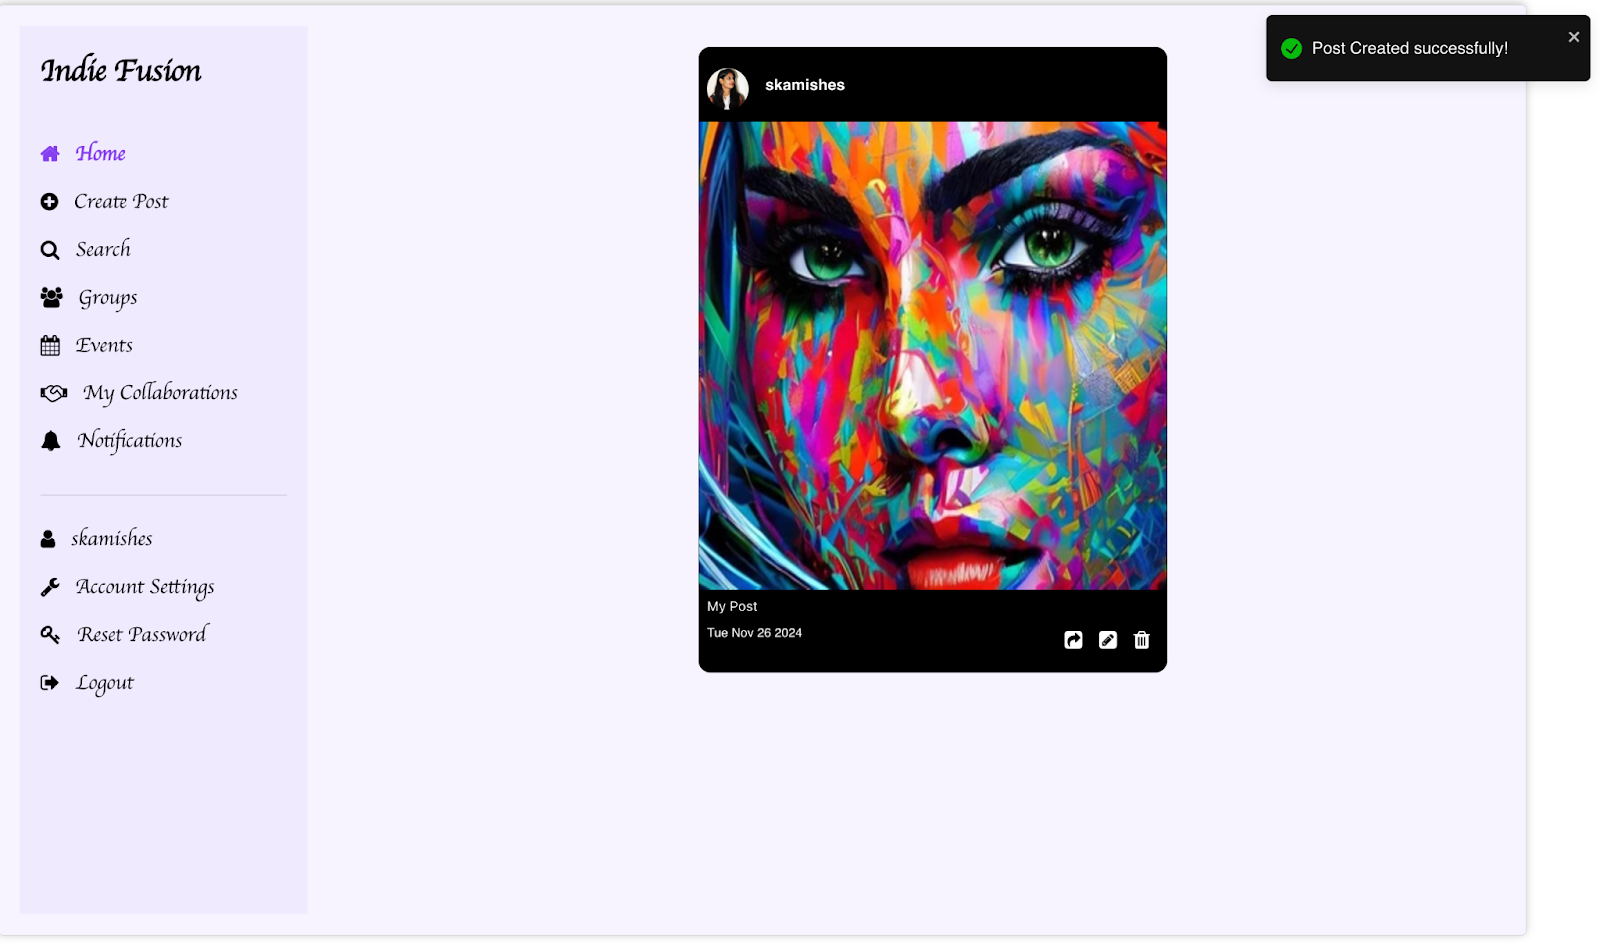 Indie Fusion
Home
Create Post
Search
Groups
Events
My Collaborations
Notifications
skamishes
Account Settings
Reset Password
Logout
skamishes
My Post
Tue Nov 26 2024
Post Created successfully!